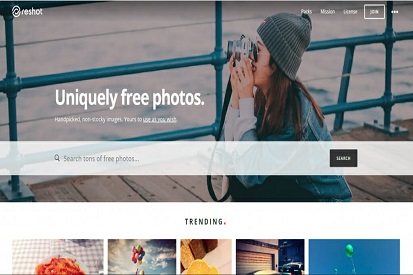 reshot
Packs Mission License JOIN
Uniquely free photos.
Handpicked, non-stocky images. Yours to use as you wish.
Search tons of free photos...
SEARCH
TRENDING.